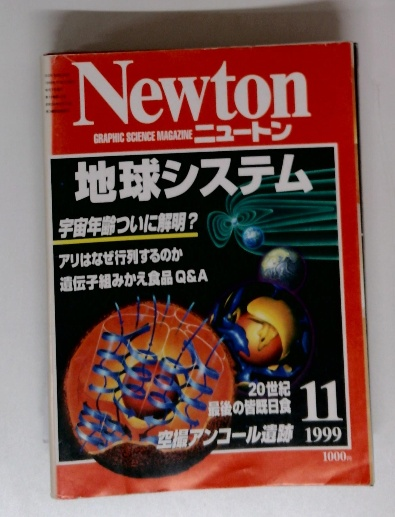 Newton
GRAPHIC SCIENCE MAGAZINE ニュートン
地球システム
宇宙年齢ついに解明?
アリはなぜ行列するのか
遺伝子組みかえ食品Q&A
20世紀
最後の皆既日食
空撮アンコール遺跡
11
1999
1000円